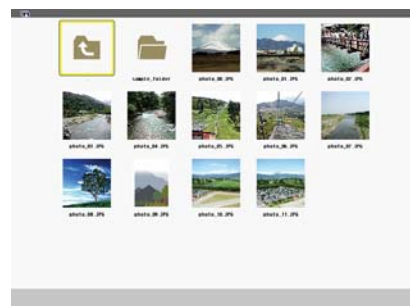 sample_folder photo_00.JPG photo_01.JPG photo_02.JPG
photo_03.JPG photo_04.JPG photo_05.JPG photo_06.JPG photo_07.JPG
photo_08.JPG photo_09.JPG photo_10.JPG photo_11.JPG